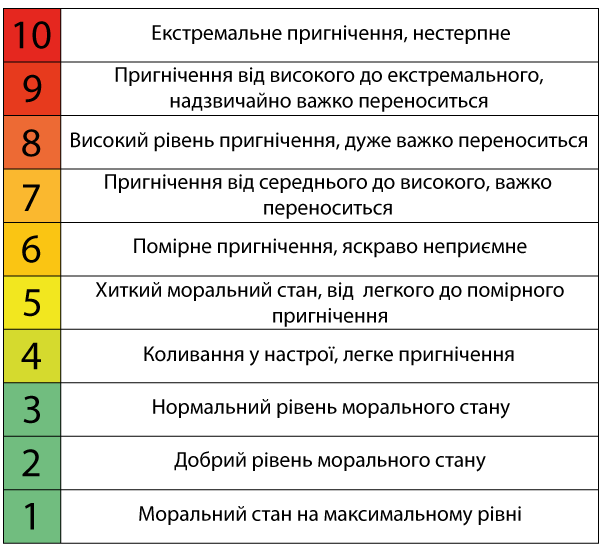 10 Екстремальне пригнічення, нестерпне
9 Пригнічення від високого до екстремального,
надзвичайно важко переноситься
8 Високий рівень пригнічення, дуже важко переноситься
7 Пригнічення від середнього до високого, важко
переноситься
6 Помірне пригнічення, яскраво неприємне
5 Хиткий моральний стан, від легкого до помірного
пригнічення
4 Коливання у настрої, легке пригнічення
3 Нормальний рівень морального стану
2 Добрий рівень морального стану
1 Моральний стан на максимальному рівні